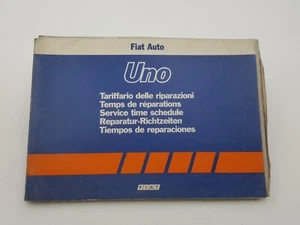 Fiat Auto
Uno
Tariffario delle riparazioni
Temps de réparations
Service time schedule
Reparatur-Richtzeiten
Tiempos de reparaciones
FIAT